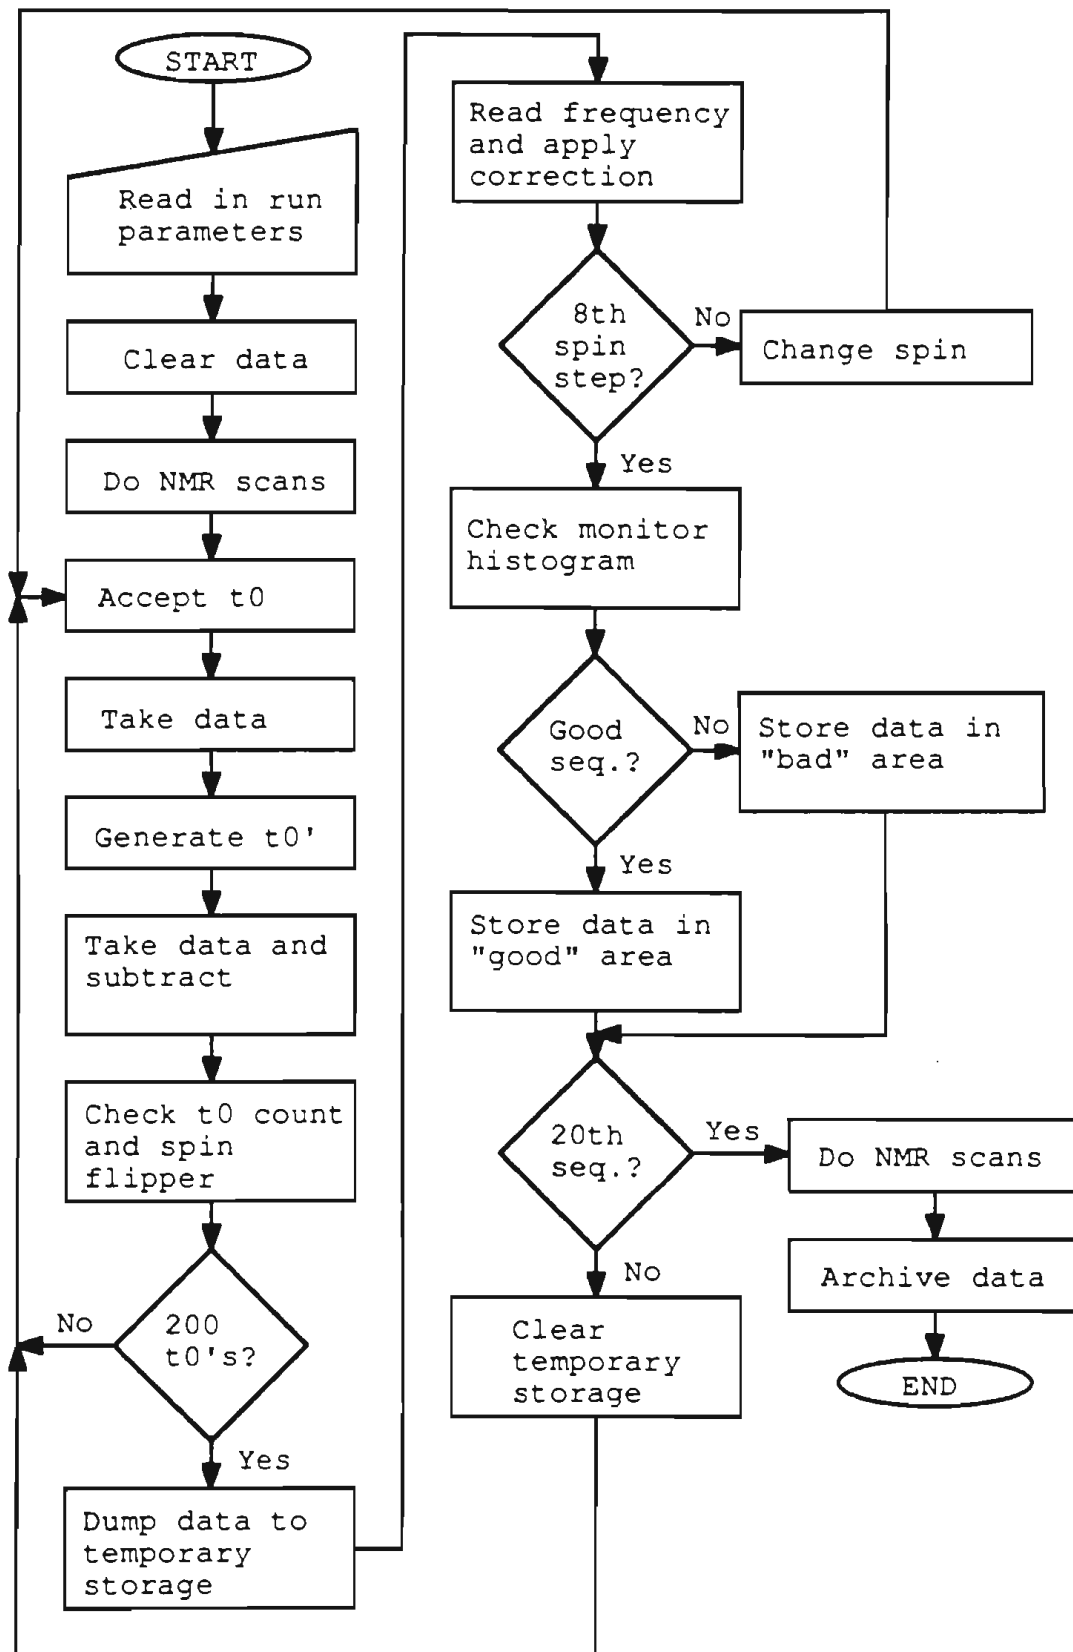 START
Read in run
parameters
Clear data
Do NMR scans
Accept t0
Take data
Generate t0'
Take data and
subtract
Check t0 count
and spin
flipper
No
200
t0's?
Yes
Dump data to
temporary
storage
Read frequency
and apply
correction
8th
spin
step?
No
Change spin
Yes
Check monitor
histogram
Good
seq.?
No
Store data in
"bad" area
Yes
Store data in
"good" area
20th
seq.?
Yes
Do NMR scans
No
Archive data
Clear
temporary
storage
END